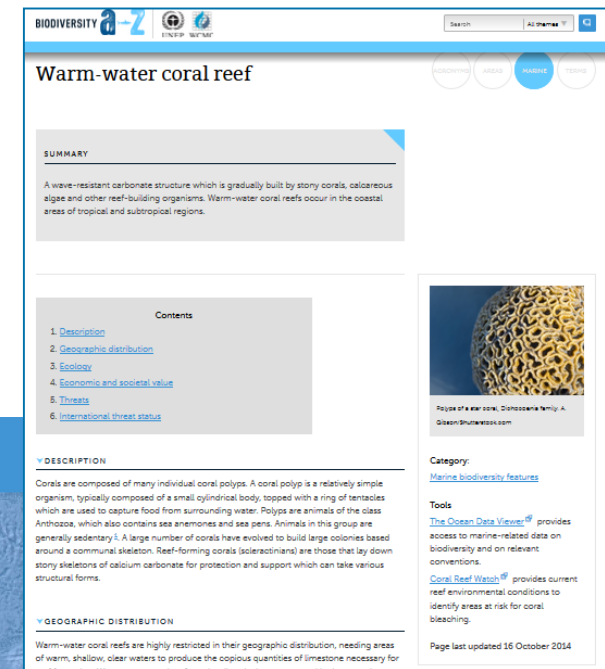 BIODIVERSITY a-z
UNEP WCMC
Search
All themes
Warm-water coral reef
ACRONYMS
AREAS
MARINE
TERMS
SUMMARY
A wave-resistant carbonate structure which is gradually built by stony corals, calcareous
algae and other reef-building organisms. Warm-water coral reefs occur in the coastal
areas of tropical and subtropical regions.
Contents
1. Description
2. Geographic distribution
3. Ecology
4. Economic and societal value
5. Threats
6. International threat status
DESCRIPTION
Corals are composed of many individual coral polyps. A coral polyp is a relatively simple
organism, typically composed of a small cylindrical body, topped with a ring of tentacles
which are used to capture food from surrounding water. Polyps are animals of the class
Anthozoa, which also contains sea anemones and sea pens. Animals in this group are
generally sedentary. A large number of corals have evolved to build large colonies based
around a communal skeleton. Reef-forming corals (scleractinians) are those that lay down
stony skeletons of calcium carbonate for protection and support which can take various
structural forms.
GEOGRAPHIC DISTRIBUTION
Warm-water coral reefs are highly restricted in their geographic distribution, needing areas
of warm, shallow, clear waters to produce the copious quantities of limestone necessary for
Polyps of a star coral, Dichocoenia family. A.
Gibson/Shutterstock.com
Category:
Marine biodiversity features
Tools
The Ocean Data Viewer provides
access to marine-related data on
biodiversity and on relevant
conventions.
Coral Reef Watch provides current
reef environmental conditions to
identify areas at risk for coral
bleaching.
Page last updated 16 October 2014